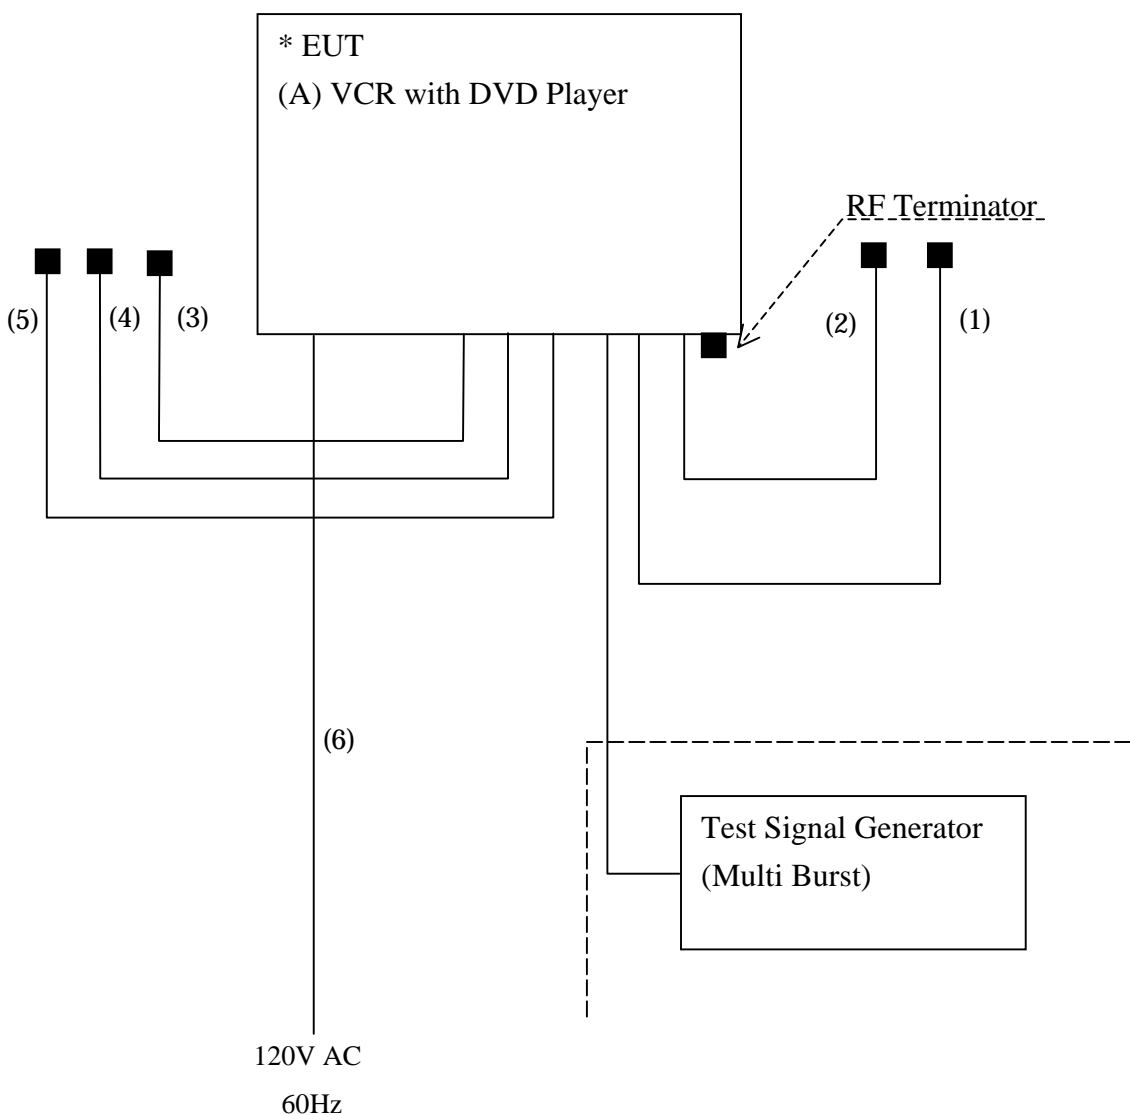 * EUT
(A) VCR with DVD Player
RF Terminator
(5)
(4)
(3)
(2)
(1)
(6)
Test Signal Generator
(Multi Burst)
120V AC
60Hz